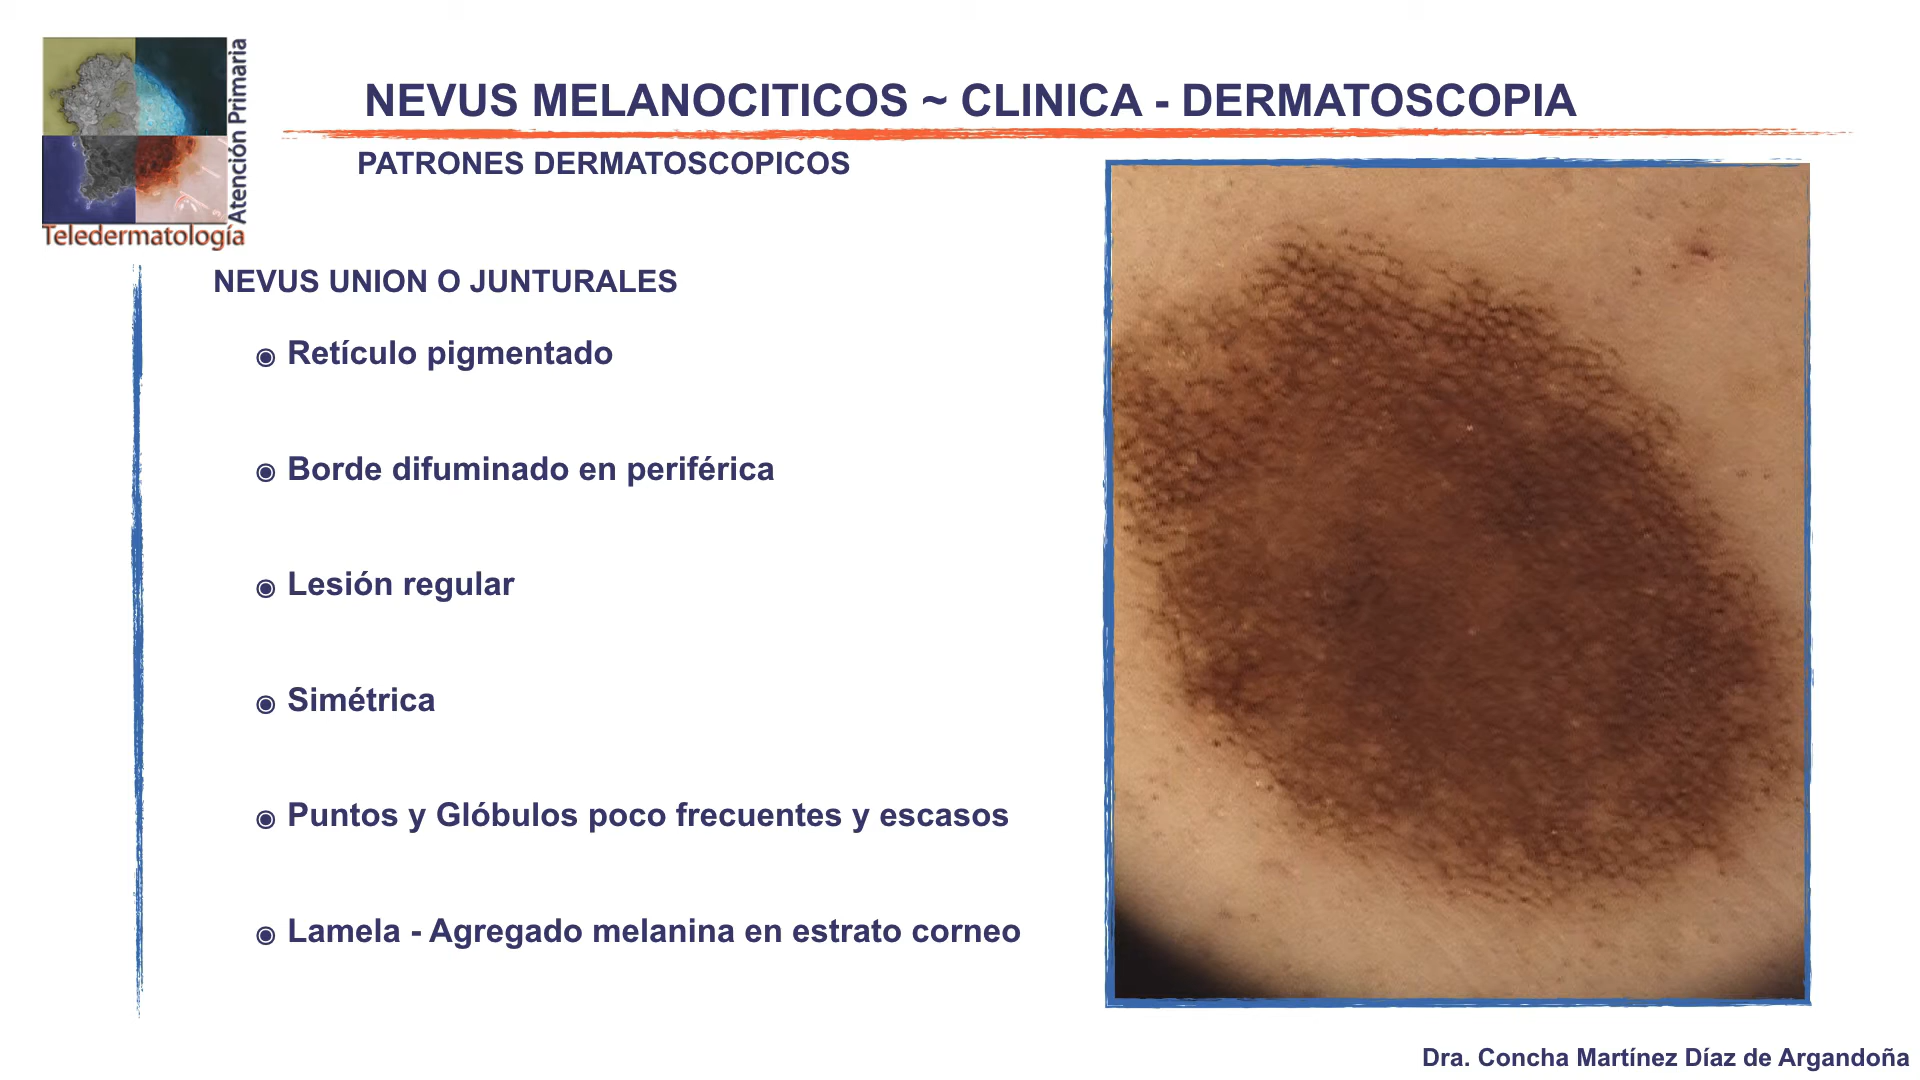 Atención Primaria
Teledermatología
NEVUS MELANOCITICOS ~ CLINICA - DERMATOSCOPIA
PATRONES DERMATOSCOPICOS
NEVUS UNION O JUNTURALES
◉ Retículo pigmentado
◉ Borde difuminado en periférica
◉ Lesión regular
◉ Simétrica
◉ Puntos y Glóbulos poco frecuentes y escasos
◉ Lamela - Agregado melanina en estrato corneo
Dra. Concha Martínez Díaz de Argandoña